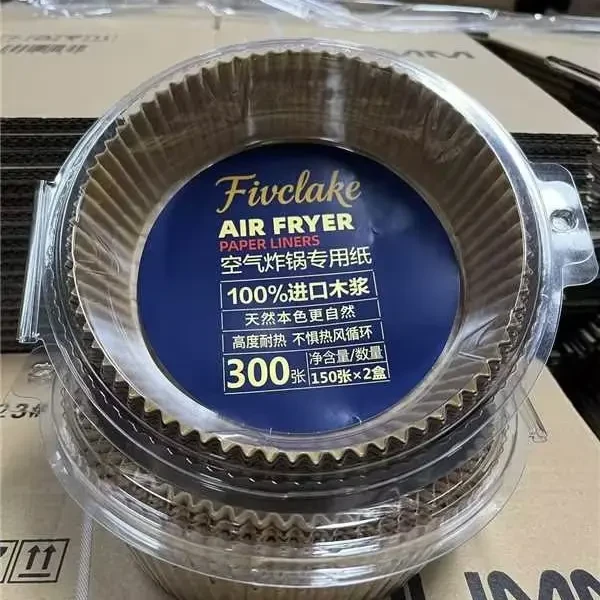 Fivclake
AIR FRYER
PAPER LINERS
空气炸锅专用纸
100%进口木浆
天然本色更自然
高度耐热 不惧热风循环
300张
净含量/数量
150张×2盒
23#